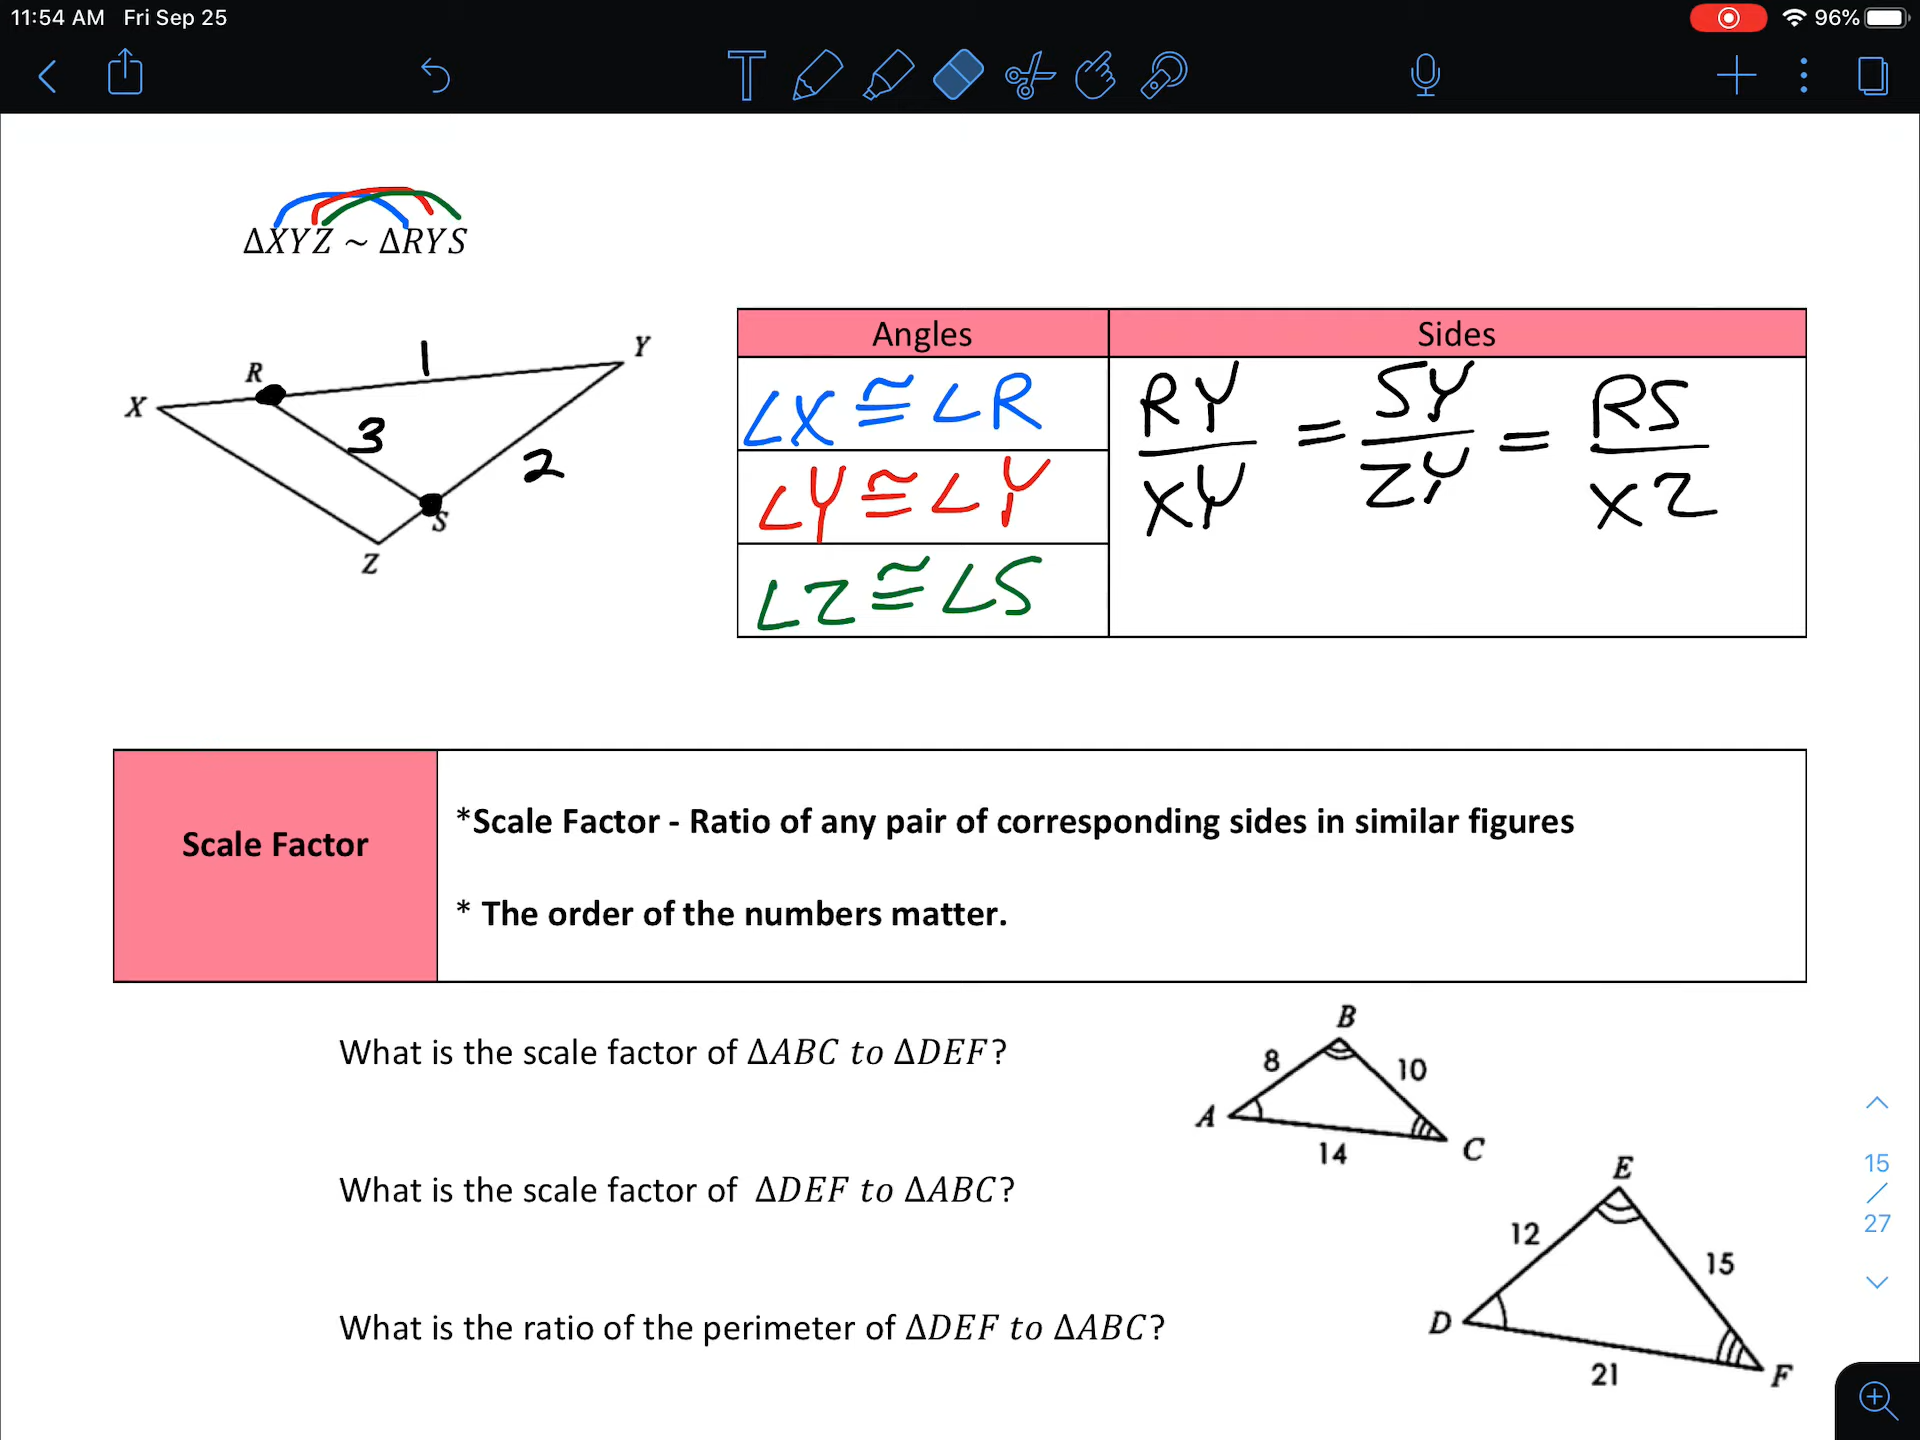 11:54 AM Fri Sep 25
96%
ΔXYZ ~ ΔRYS
X
R
Y
1
3
2
S
Z
Angles
Sides
∠X ≅ ∠R
∠Y ≅ ∠Y
∠Z ≅ ∠S
RY/XY = SY/ZY = RS/XZ
Scale Factor
*Scale Factor - Ratio of any pair of corresponding sides in similar figures
* The order of the numbers matter.
What is the scale factor of ΔABC to ΔDEF?
What is the scale factor of ΔDEF to ΔABC?
What is the ratio of the perimeter of ΔDEF to ΔABC?
B
8
10
A
14
C
E
12
15
D
21
F
15
/
27